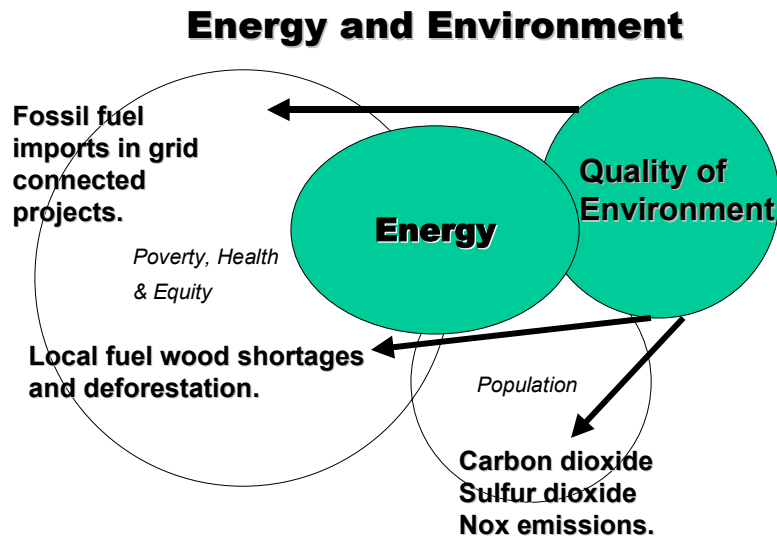 Energy and Environment
Fossil fuel
imports in grid
connected
projects.
Quality of
Environment
Energy
Poverty, Health
& Equity
Local fuel wood shortages
and deforestation.
Population
Carbon dioxide
Sulfur dioxide
Nox emissions.